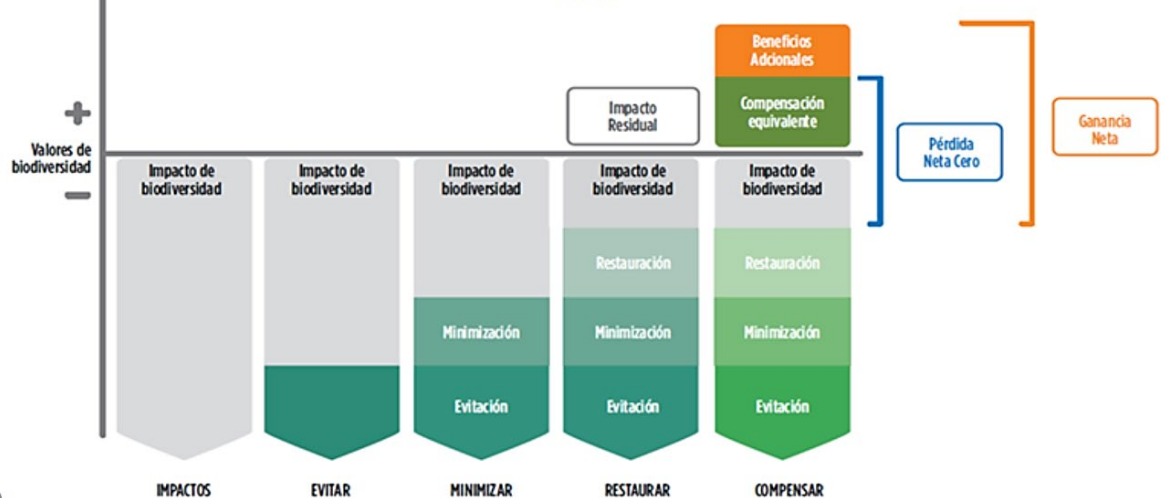 Beneficios
Adcionales
Impacto
Residual
Compensación
equivalente
Ganancia
Neta
Pérdida
Neta Cero
+
Valores de
biodiversidad
−
Impacto de
biodiversidad
Impacto de
biodiversidad
Impacto de
biodiversidad
Impacto de
biodiversidad
Impacto de
biodiversidad
Restauración
Restauración
Minimización
Minimización
Minimización
Evitación
Evitación
Evitación
IMPACTOS
EVITAR
MINIMIZAR
RESTAURAR
COMPENSAR